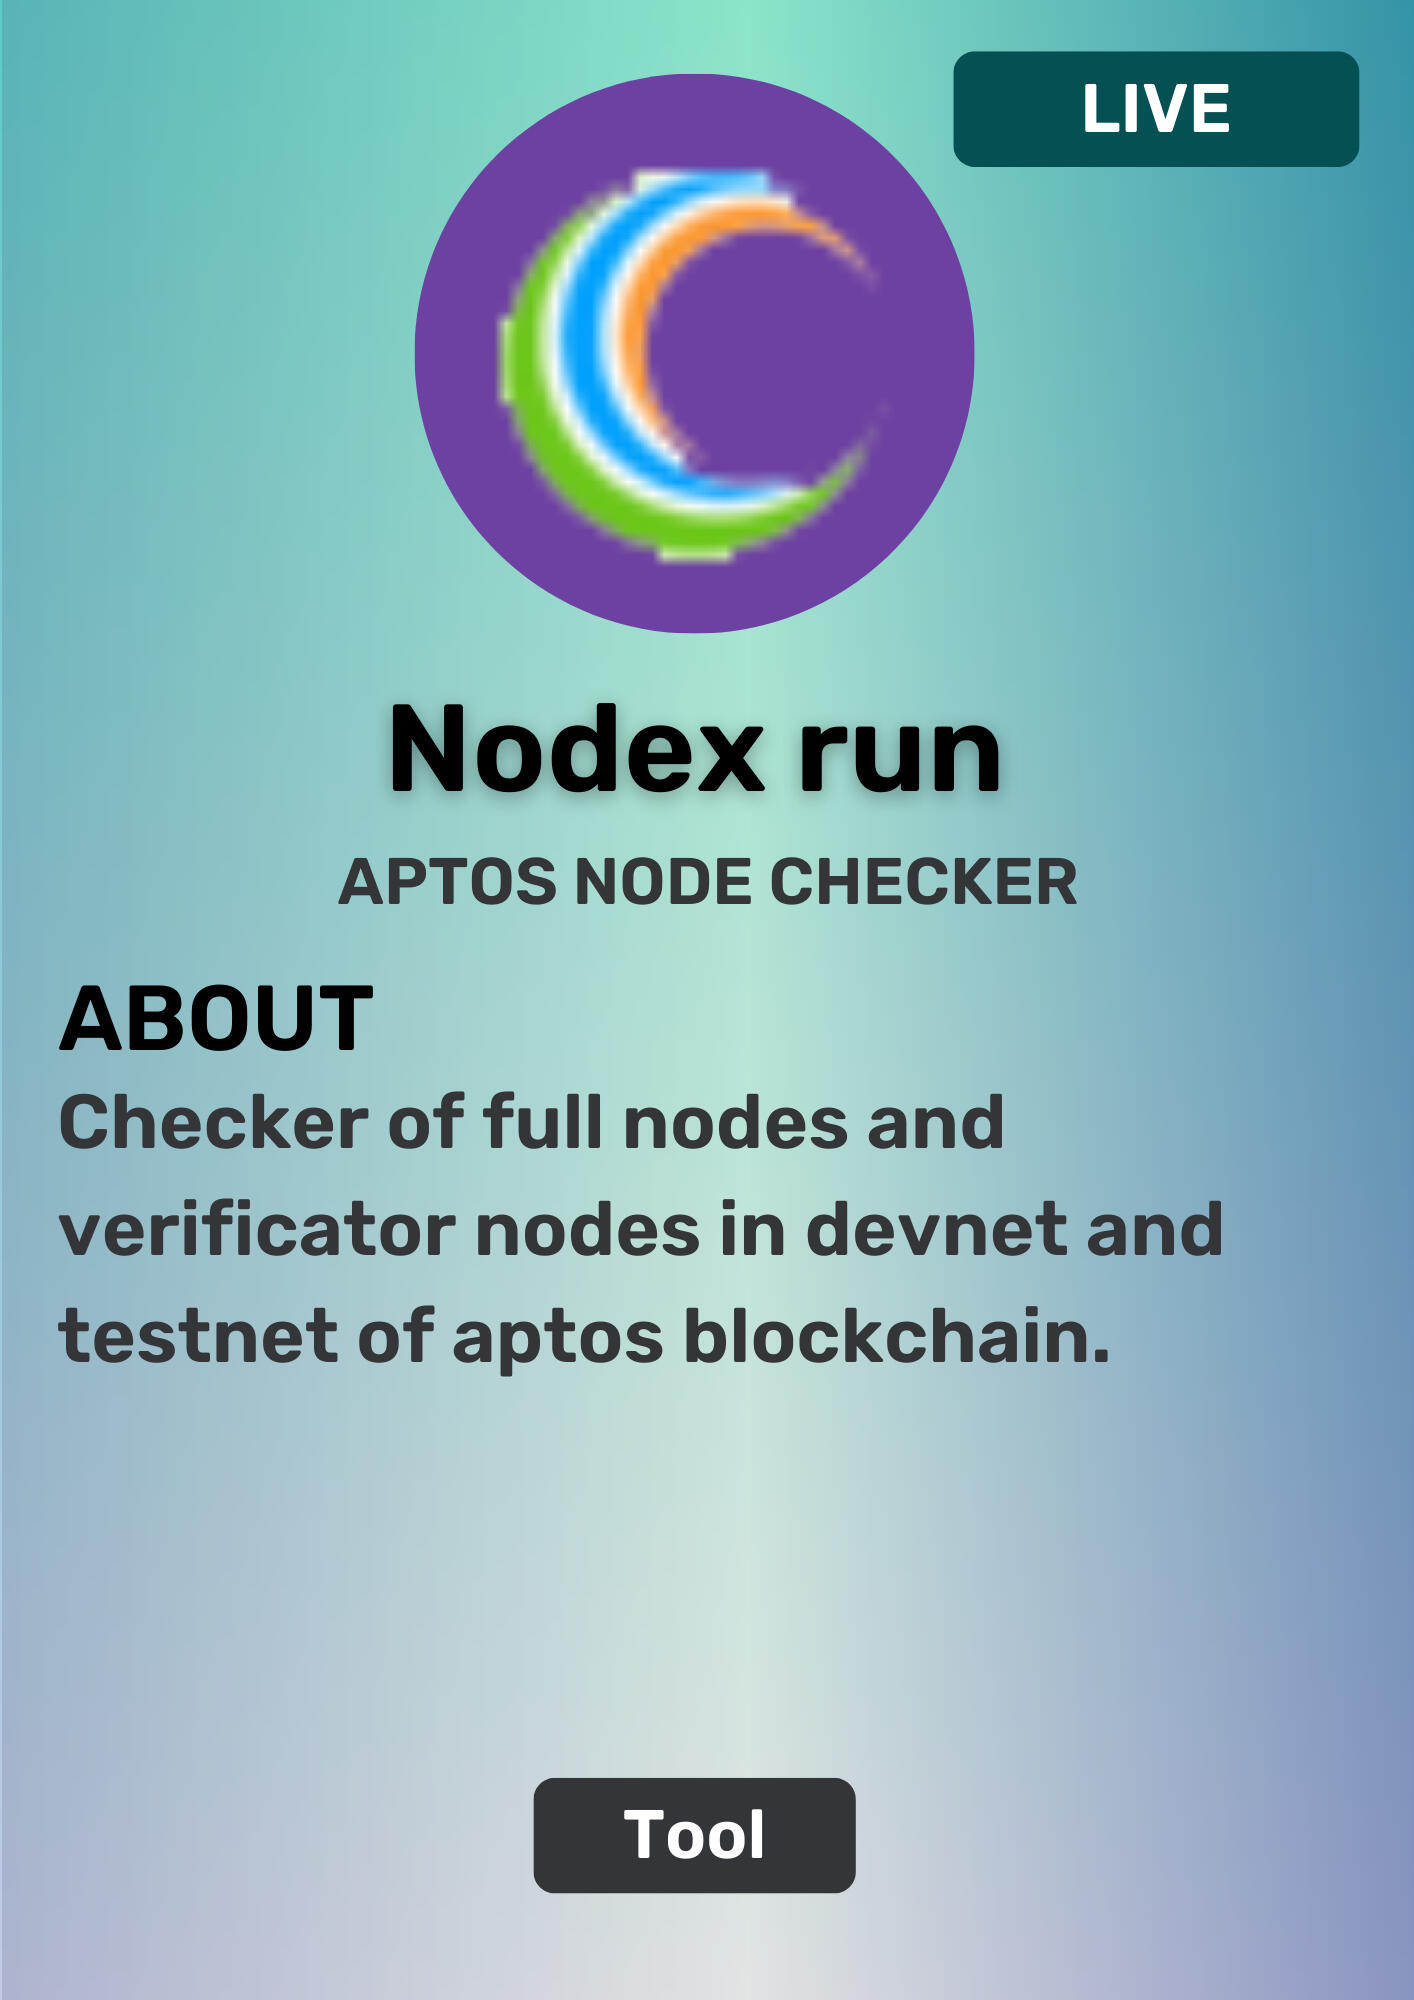 LIVE
Nodex run
APTOS NODE CHECKER
ABOUT
Checker of full nodes and
verificator nodes in devnet and
testnet of aptos blockchain.
Tool